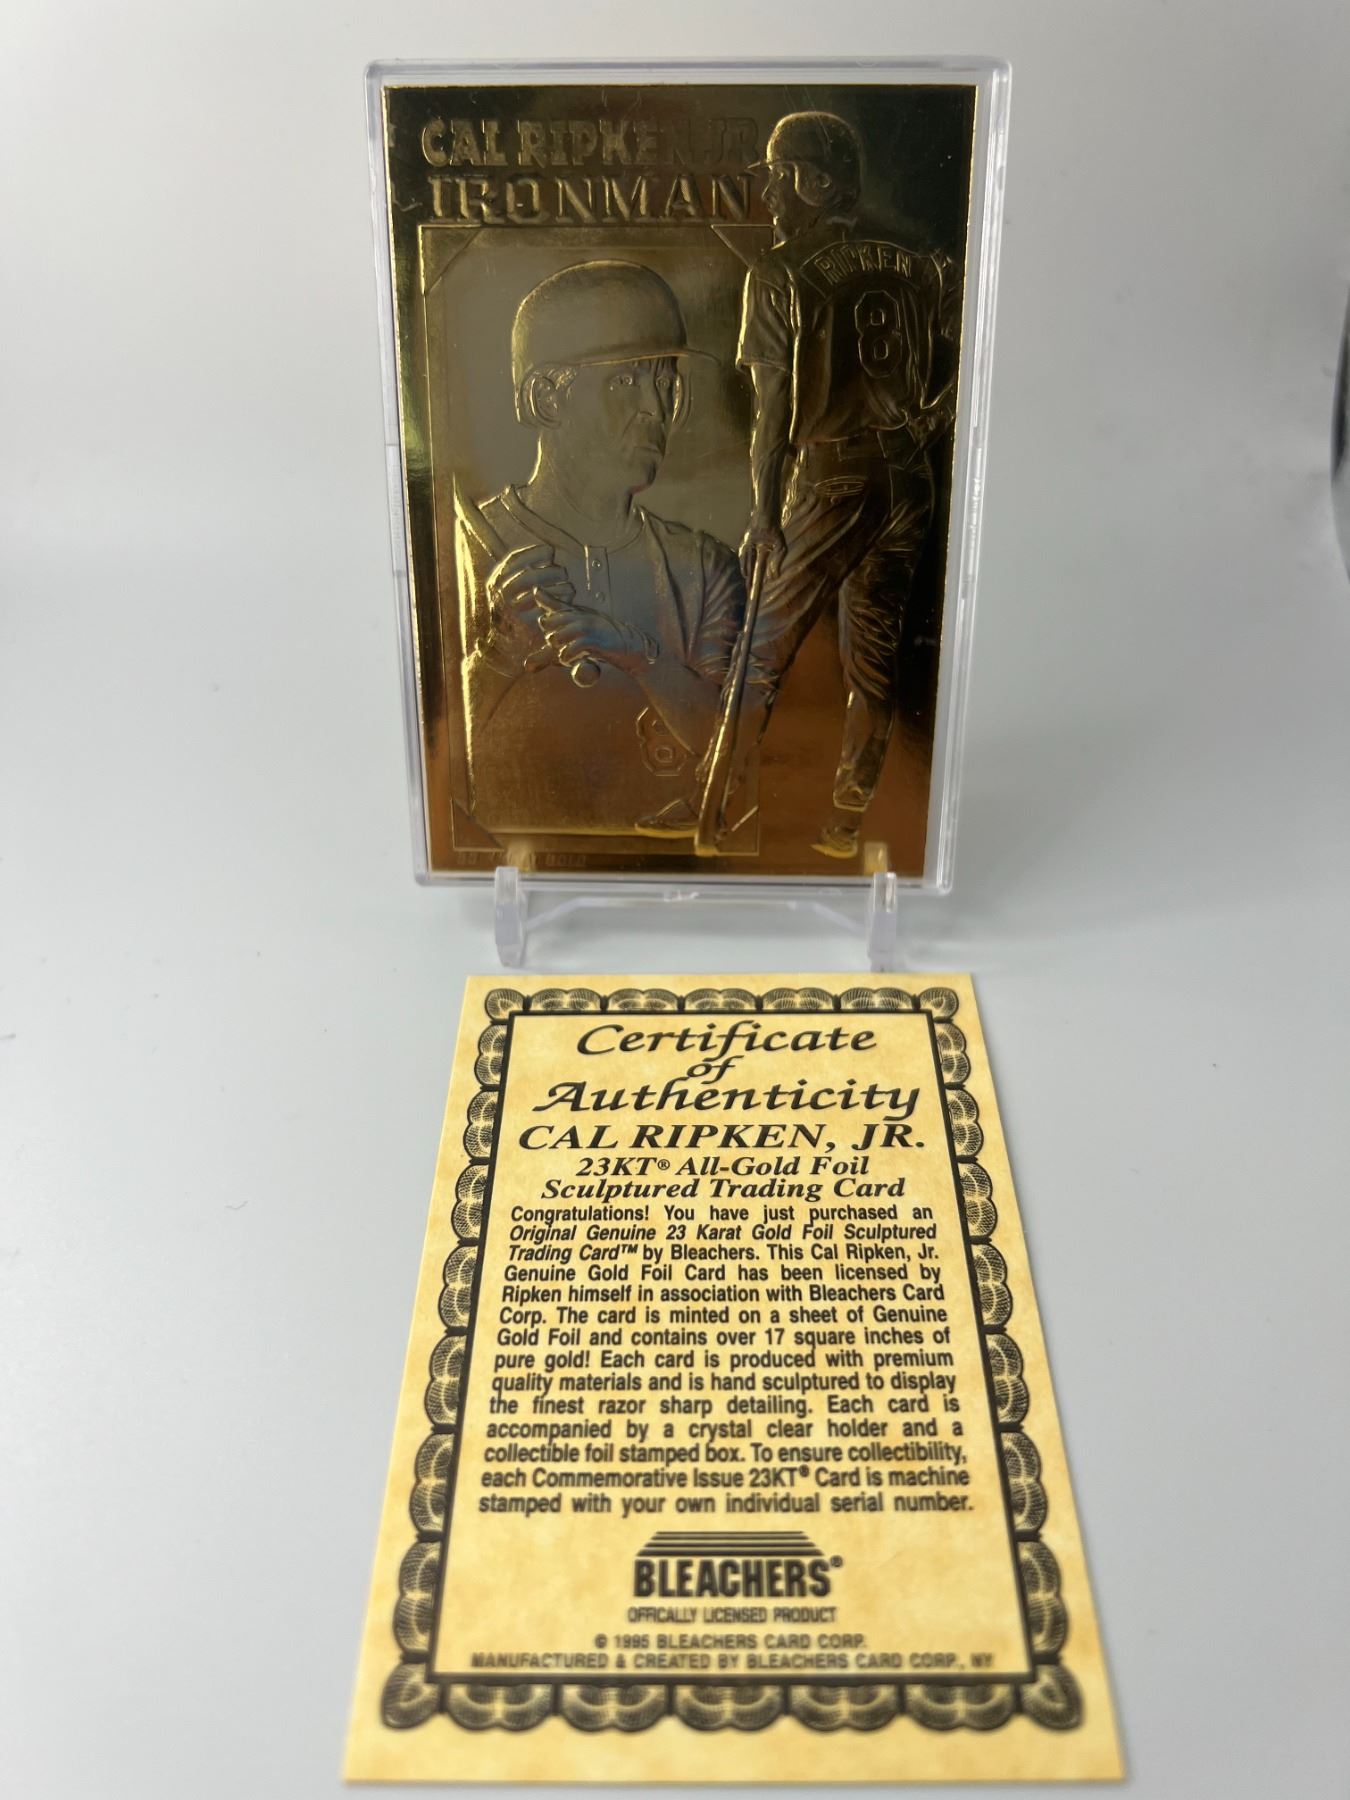 CAL RIPKEN JR
IRONMAN
RIPKEN
8
8
GOLD
Certificate
of
Authenticity
CAL RIPKEN, JR.
23KT® All-Gold Foil
Sculptured Trading Card
Congratulations! You have just purchased an
Original Genuine 23 Karat Gold Foil Sculptured
Trading Card™ by Bleachers. This Cal Ripken, Jr.
Genuine Gold Foil Card has been licensed by
Ripken himself in association with Bleachers Card
Corp. The card is minted on a sheet of Genuine
Gold Foil and contains over 17 square inches of
pure gold! Each card is produced with premium
quality materials and is hand sculptured to display
the finest razor sharp detailing. Each card is
accompanied by a crystal clear holder and a
collectible foil stamped box. To ensure collectibility,
each Commemorative Issue 23KT® Card is machine
stamped with your own individual serial number.
BLEACHERS®
OFFICALLY LICENSED PRODUCT
© 1995 BLEACHERS CARD CORP.
MANUFACTURED & CREATED BY BLEACHERS CARD CORP., NY